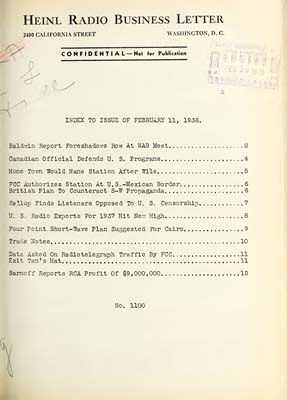 HEINL RADIO BUSINESS LETTER
2400 CALIFORNIA STREET WASHINGTON, D. C.
CONFIDENTIAL—Not for Publication
INDEX TO ISSUE OF FEBRUARY 11, 1938.
Baldwin Report Foreshadows Row At NAB Meet.....2
Canadian Official Defends U. S. Programs.....4
Home Town Would Name Station After Wile.....5
FCC Authorizes Station At U.S.-Mexican Border.....6
British Plan To Counteract S-W Propaganda.....6
Gallup Finds Listeners Opposed To U. S. Censorship.....7
U. S. Radio Exports For 1937 Hit New High.....8
Four Point Short-Wave Plan Suggested For Cairo.....9
Trade Notes.....10
Data Asked On Radiotelegraph Traffic By FCC.....11
Exit Ten's Hat.....11
Sarnoff Reports RCA Profit Of $9,000,000.....12
No. 1100